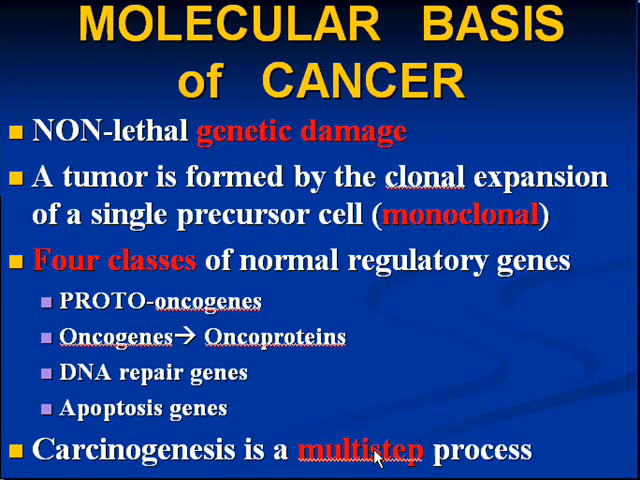 MOLECULAR BASIS
of CANCER
NON-lethal genetic damage
A tumor is formed by the clonal expansion
of a single precursor cell (monoclonal)
Four classes of normal regulatory genes
PROTO-oncogenes
Oncogenes→ Oncoproteins
DNA repair genes
Apoptosis genes
Carcinogenesis is a multistep process